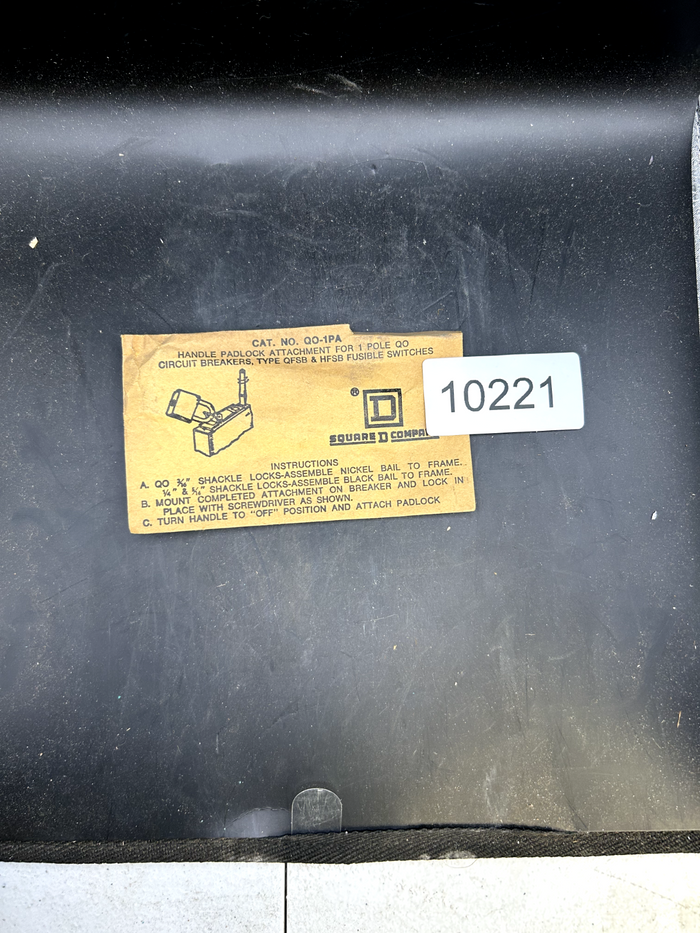 CAT. NO. QO-1PA
HANDLE PADLOCK ATTACHMENT FOR 1 POLE QO
CIRCUIT BREAKERS, TYPE QFSB & HFSB FUSIBLE SWITCHES
10221
® D
SQUARE D COMPA
INSTRUCTIONS
A. QO 3/16" SHACKLE LOCKS-ASSEMBLE NICKEL BAIL TO FRAME.
1/4" & 5/16" SHACKLE LOCKS-ASSEMBLE BLACK BAIL TO FRAME.
B. MOUNT COMPLETED ATTACHMENT ON BREAKER AND LOCK IN
PLACE WITH SCREWDRIVER AS SHOWN.
C. TURN HANDLE TO "OFF" POSITION AND ATTACH PADLOCK